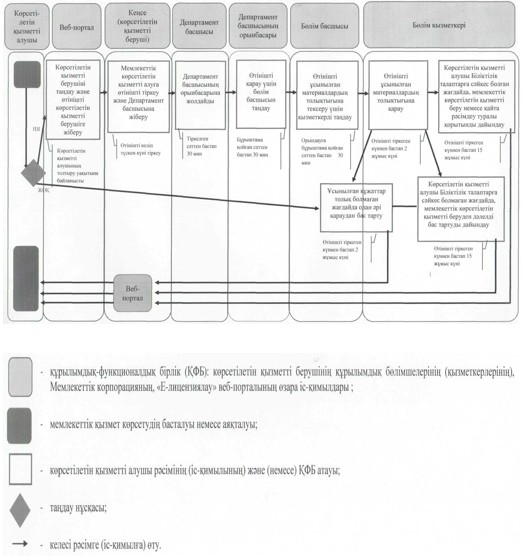 Көрсеті-
летін
қызметті
алушы
Веб-портал
Кеңсе
(көрсетілетін
қызметті
беруші)
Департамент
басшысы
Департамент
басшысының
орынбасары
Бөлім басшысы
Бөлім қызметкері
Көрсетілетін
қызметті
берушіні
таңдау және
өтінішті
көрсетілетін
қызметті
берушіге
жіберу
Мемлекеттік
көрсетілетін
қызметті алуға
өтінішті тіркеу
және Департамент
басшысына
жіберу
Департамент
басшысының
орынбасарына
жолдайды
Өтінішті
қарау үшін
бөлім
басшысын
таңдау
Өтінішті
ұсынылған
материалдардың
толықтығына
тексеру үшін
қызметкерді таңдау
Өтінішті
ұсынылған
материалдардың
толықтығына
қарау
Көрсетілетін қызметті
алушы Біліктілік
талаптарға сәйкес болған
жағдайда, мемлекеттік
көрсетілетін қызметті
беру немесе қайта
рәсімдеу туралы
қорытынды дайындау
Көрсетілетін
қызметті
алушының
толтыру уақытына
байланысты
Өтініш келіп
түскен күні тіркеу
Тіркелген
сәттен бастап
30 мин
Бұрыштама
қойған сәттен
бастап 30 мин
Орындауға
бұрыштама қойған
сәттен бастап 30
мин
Өтінішті тіркеген
күннен бастап 2
жұмыс күні
Өтінішті тіркеген
күннен бастап 15
жұмыс күні
Ұсынылған құжаттар
толық болмаған
жағдайда одан әрі
қараудан бас тарту
Көрсетілетін қызметті
алушы Біліктілік талаптарға
сәйкес болмаған жағдайда,
мемлекеттік көрсетілетін
қызметті беруден дәлелді
бас тартуды дайындау
Өтінішті тіркеген
күннен бастап 2
жұмыс күні
Өтінішті тіркеген
күннен бастап 15
жұмыс күні
Веб-
портал
- құрылымдық-функционалдық бірлік (ҚФБ): көрсетілетін қызметті берушінің құрылымдық бөлімшелерінің (қызметкерлерінің),
Мемлекеттік корпорацияның, «Е-лицензиялау» веб-порталының өзара іс-қимылдары ;
- мемлекеттік қызмет көрсетудің басталуы немесе аяқталуы;
- көрсетілетін қызметті алушы рәсімінің (іс-қимылының) және (немесе) ҚФБ атауы;
- таңдау нұсқасы;
- келесі рәсімге (іс-қимылға) өту.